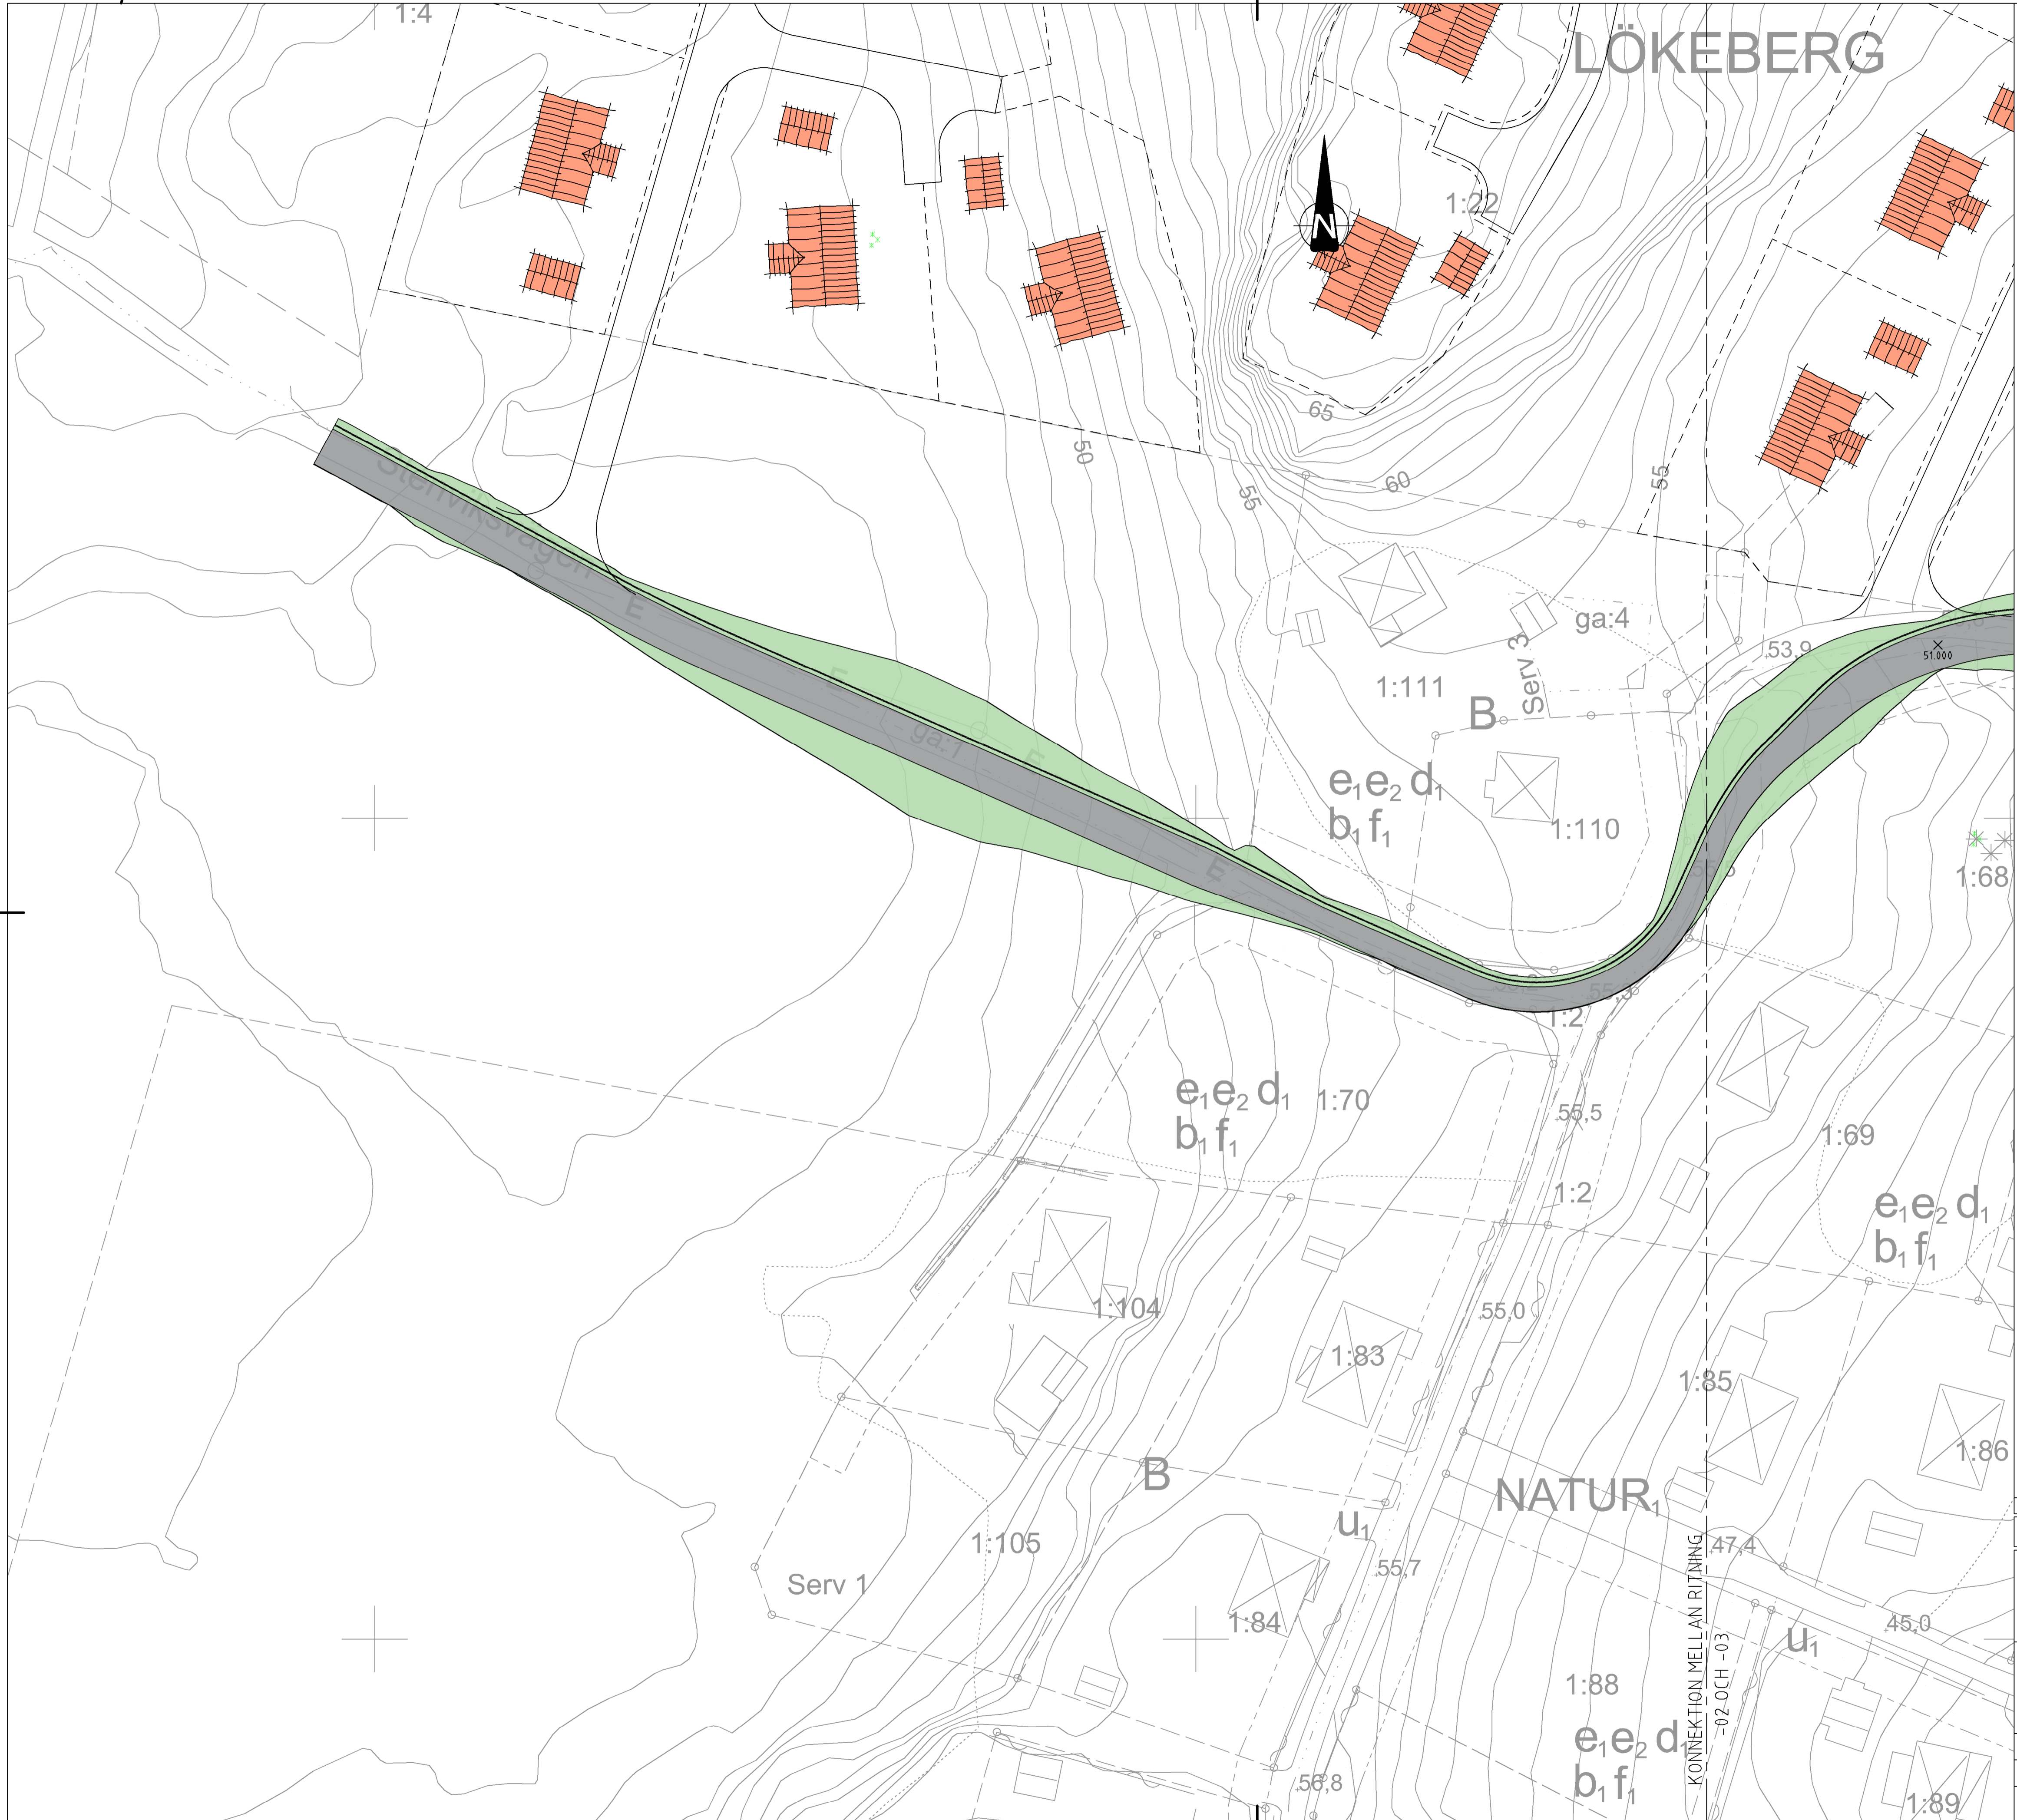 1:4
LÖKEBERG
1:22
N
65
50
60
55
55
Stenviksvägen
E
ga:4
53,9
51.000
Serv 3
1:111
B
E
ga:1
E
e1e2 d1
b1 f1
1:110
E
1:68
55,3
1:2
e1e2 d1
b1 f1
1:70
55,5
1:69
1:2
e1e2 d1
b1 f1
1:104
55,0
1:83
1:85
1:86
B
NATUR1
u1
1:105
47,4
55,7
Serv 1
1:84
45,0
u1
KONNEKTION MELLAN RITNING
-02 OCH -03
1:88
e1e2 d1
b1 f1
56,8
1:89